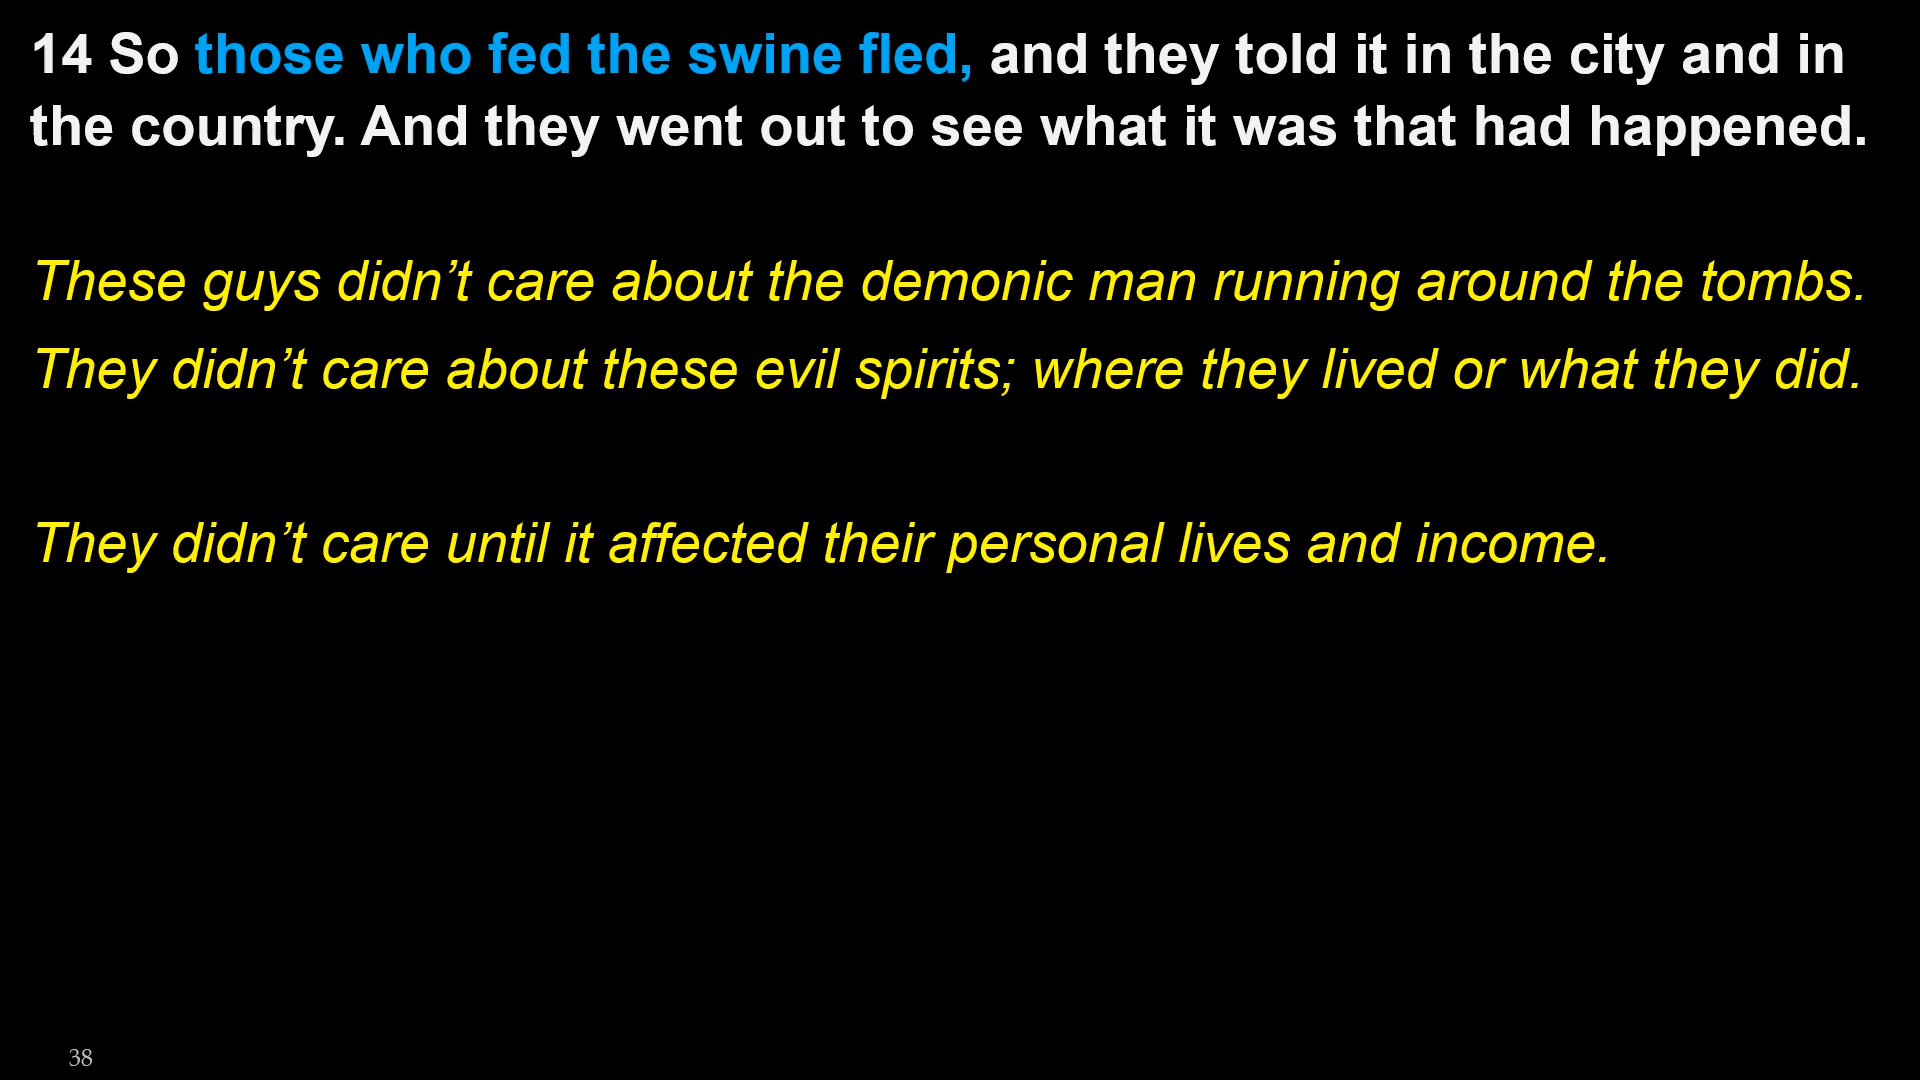 14 So those who fed the swine fled, and they told it in the city and in
the country. And they went out to see what it was that had happened.
These guys didn’t care about the demonic man running around the tombs.
They didn’t care about these evil spirits; where they lived or what they did.
They didn’t care until it affected their personal lives and income.
38